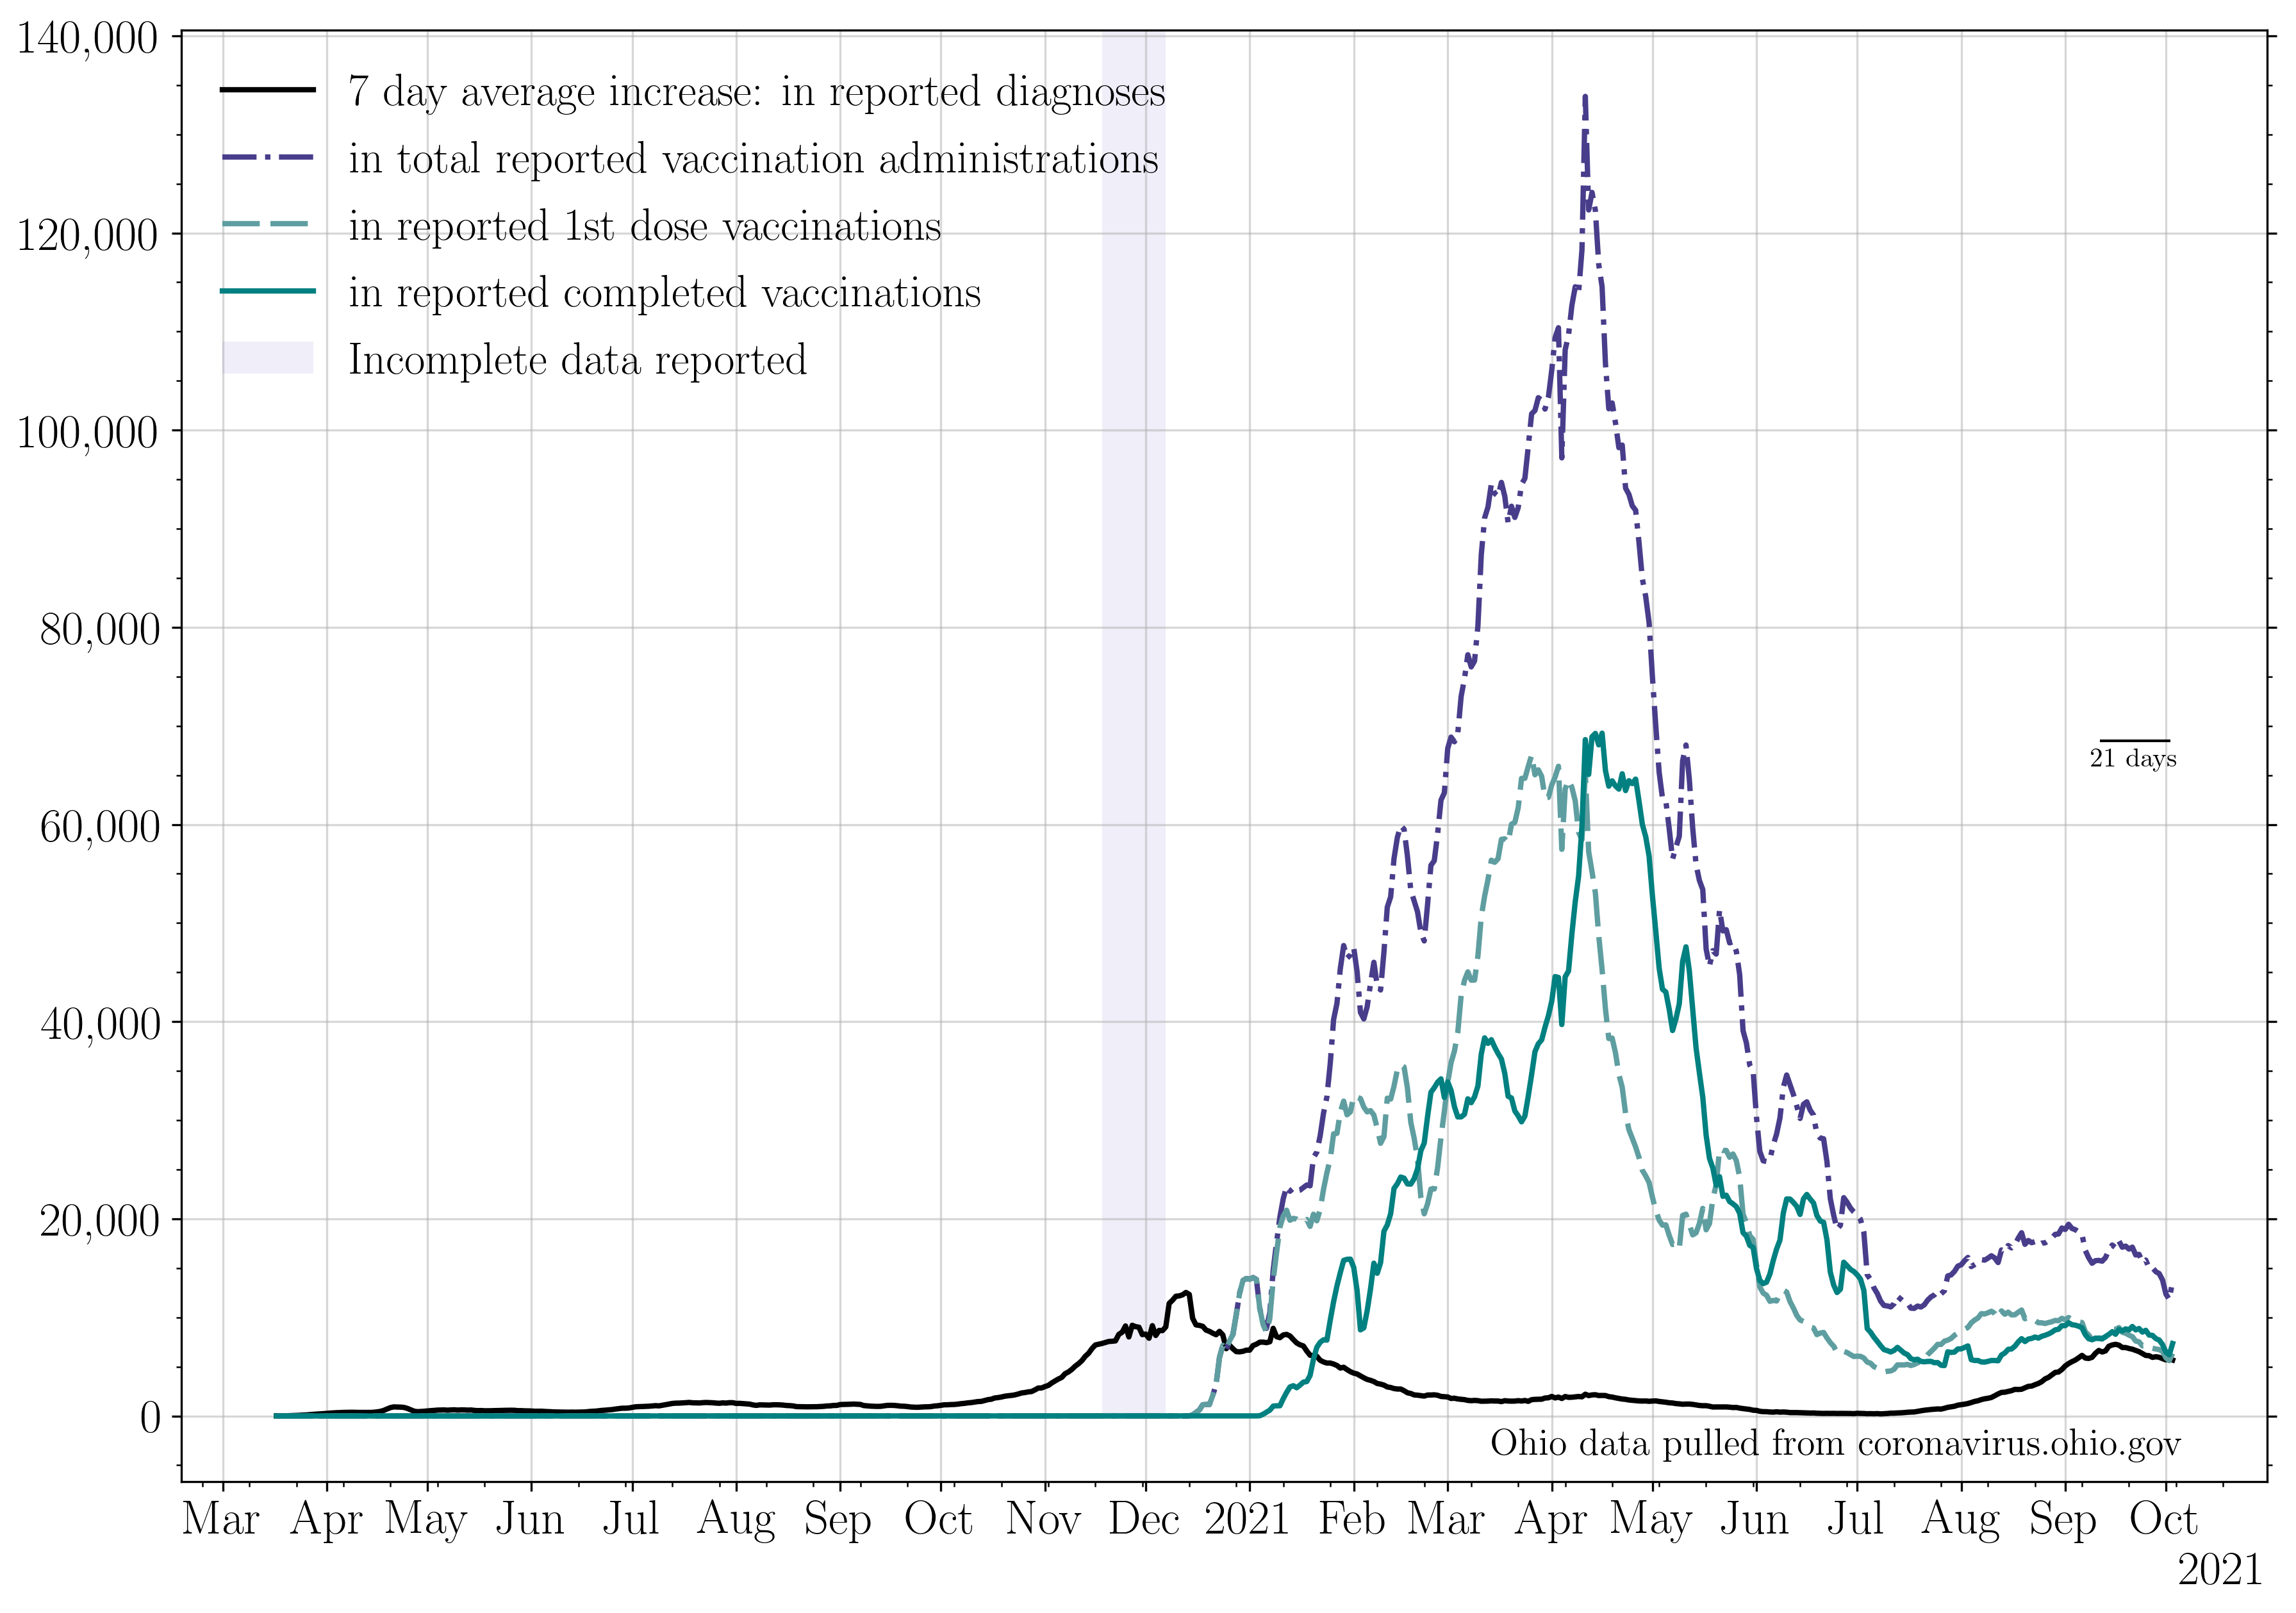 140,000
120,000
100,000
80,000
60,000
40,000
20,000
0
7 day average increase: in reported diagnoses
in total reported vaccination administrations
in reported 1st dose vaccinations
in reported completed vaccinations
Incomplete data reported
21 days
Ohio data pulled from coronavirus.ohio.gov
Mar Apr May Jun Jul Aug Sep Oct Nov Dec 2021 Feb Mar Apr May Jun Jul Aug Sep Oct
2021